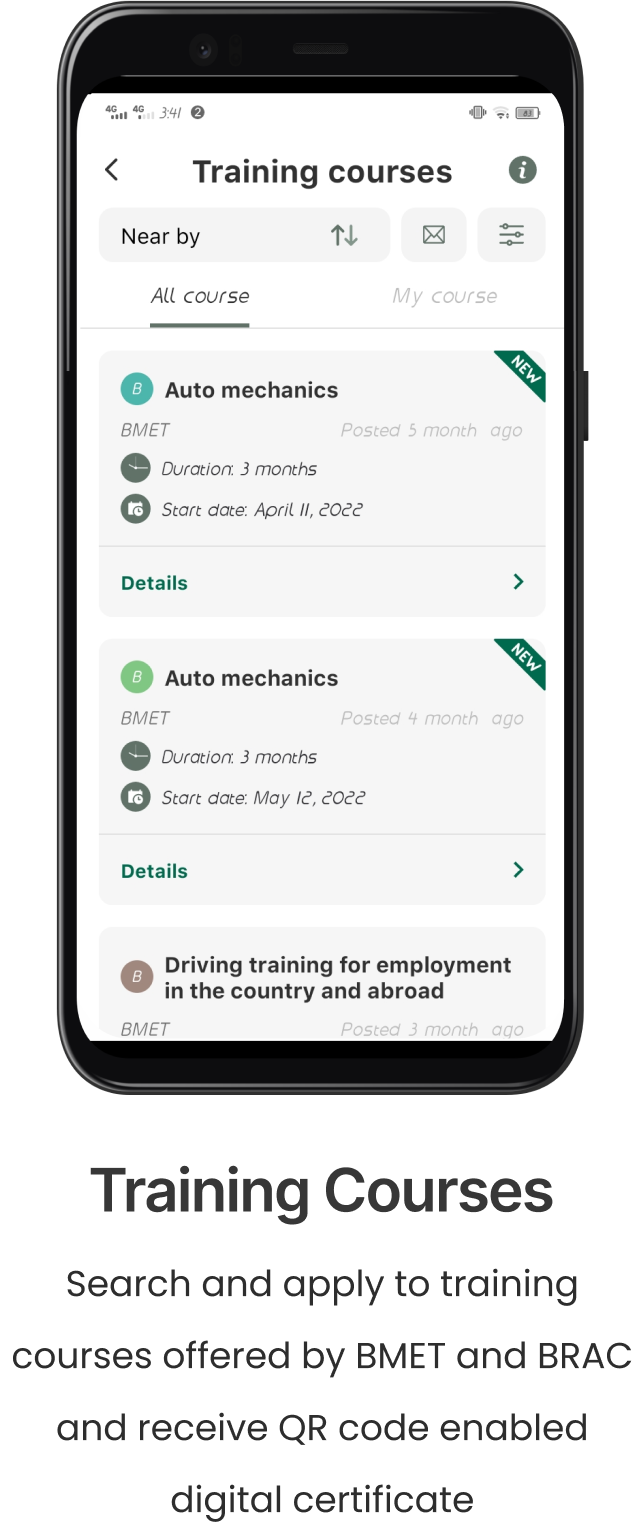 4G 4G 3:41 2 83
Training courses
Near by
All course My course
NEW
B Auto mechanics
BMET Posted 5 month ago
Duration: 3 months
Start date: April 11, 2022
Details
NEW
B Auto mechanics
BMET Posted 4 month ago
Duration: 3 months
Start date: May 12, 2022
Details
B Driving training for employment
in the country and abroad
BMET Posted 3 month ago
Training Courses
Search and apply to training
courses offered by BMET and BRAC
and receive QR code enabled
digital certificate